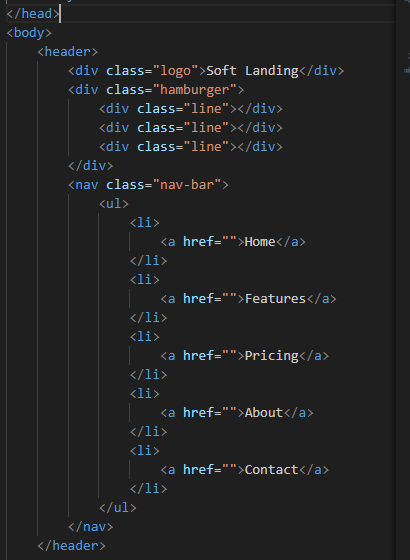 </head>
<body>
<header>
<div class="logo">Soft Landing</div>
<div class="hamburger">
<div class="line"></div>
<div class="line"></div>
<div class="line"></div>
</div>
<nav class="nav-bar">
<ul>
<li>
<a href="">Home</a>
</li>
<li>
<a href="">Features</a>
</li>
<li>
<a href="">Pricing</a>
</li>
<li>
<a href="">About</a>
</li>
<li>
<a href="">Contact</a>
</li>
</ul>
</nav>
</header>